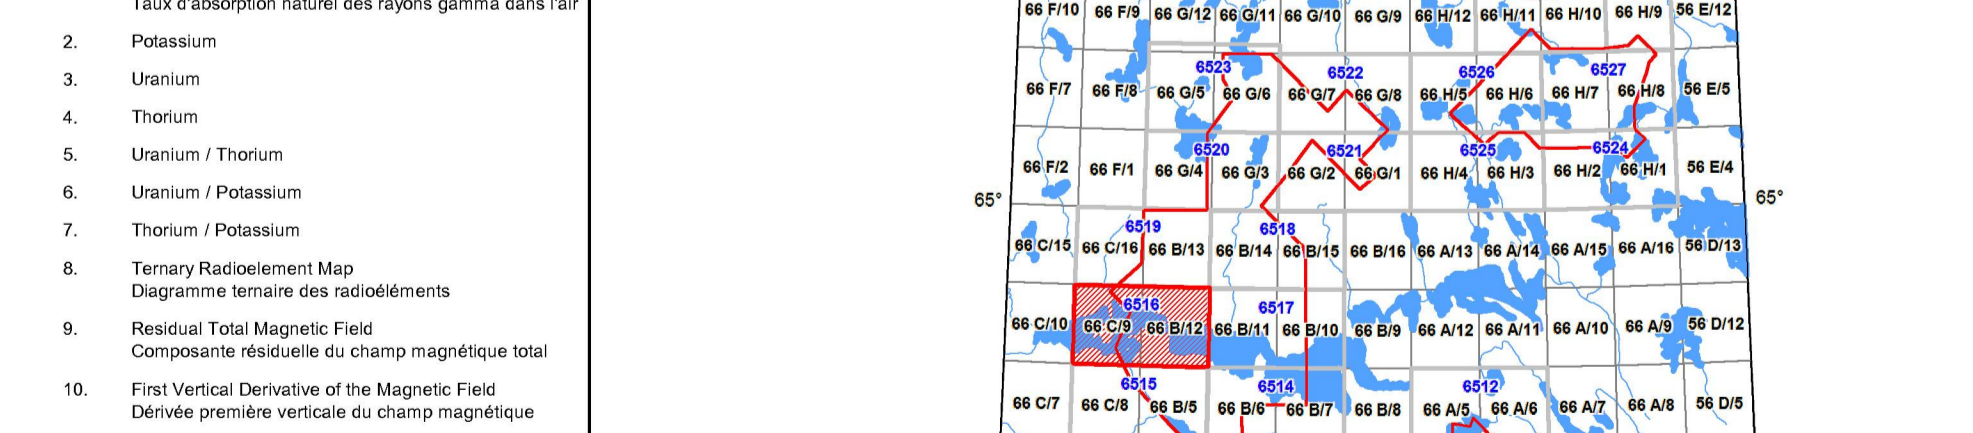 Taux d'absorption naturel des rayons gamma dans l'air
2. Potassium
3. Uranium
4. Thorium
5. Uranium / Thorium
6. Uranium / Potassium
7. Thorium / Potassium
8. Ternary Radioelement Map
Diagramme ternaire des radioéléments
9. Residual Total Magnetic Field
Composante résiduelle du champ magnétique total
10. First Vertical Derivative of the Magnetic Field
Dérivée première verticale du champ magnétique
66 F/10 66 F/9 66 G/12 66 G/11 66 G/10 66 G/9 66 H/12 66 H/11 66 H/10 66 H/9 56 E/12
6523 6522 6526 6527
66 F/7 66 F/8 66 G/5 66 G/6 66 G/7 66 G/8 66 H/5 66 H/6 66 H/7 66 H/8 56 E/5
6520 6521 6525 6524
66 F/2 66 F/1 66 G/4 66 G/3 66 G/2 66 G/1 66 H/4 66 H/3 66 H/2 66 H/1 56 E/4
65° 65°
6519 6518
66 C/15 66 C/16 66 B/13 66 B/14 66 B/15 66 B/16 66 A/13 66 A/14 66 A/15 66 A/16 56 D/13
6516 6517
66 C/10 66 C/9 66 B/12 66 B/11 66 B/10 66 B/9 66 A/12 66 A/11 66 A/10 66 A/9 56 D/12
6515 6514 6512
66 C/7 66 C/8 66 B/5 66 B/6 66 B/7 66 B/8 66 A/5 66 A/6 66 A/7 66 A/8 56 D/5